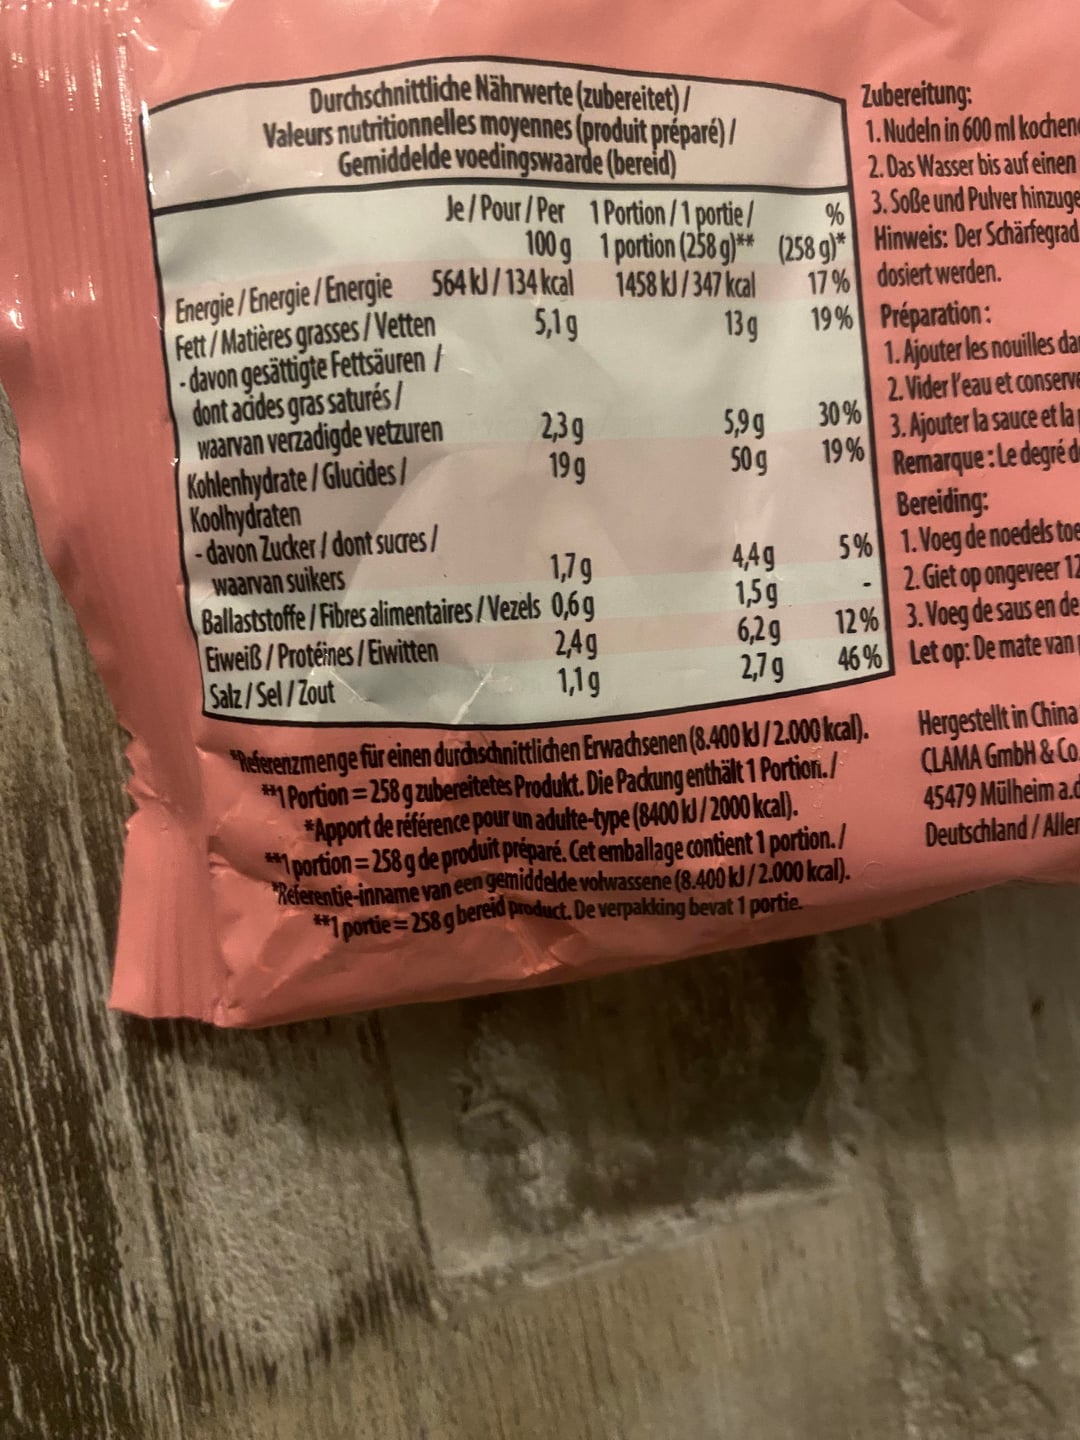 Durchschnittliche Nährwerte (zubereitet) /
Valeurs nutritionnelles moyennes (produit préparé) /
Gemiddelde voedingswaarde (bereid)
Je / Pour / Per 1 Portion / 1 portie / %
100 g 1 portion (258 g)** (258 g)*
Energie / Energie / Energie 564 kJ / 134 kcal 1458 kJ / 347 kcal 17 %
Fett / Matières grasses / Vetten 5,1 g 13 g 19 %
- davon gesättigte Fettsäuren /
dont acides gras saturés /
waarvan verzadigde vetzuren 2,3 g 5,9 g 30 %
Kohlenhydrate / Glucides / 19 g 50 g 19 %
Koolhydraten
- davon Zucker / dont sucres /
waarvan suikers 1,7 g 4,4 g 5 %
Ballaststoffe / Fibres alimentaires / Vezels 0,6 g 1,5 g -
Eiweiß / Protéines / Eiwitten 2,4 g 6,2 g 12 %
Salz / Sel / Zout 1,1 g 2,7 g 46 %
*Referenzmenge für einen durchschnittlichen Erwachsenen (8.400 kJ / 2.000 kcal).
**1 Portion = 258 g zubereitetes Produkt. Die Packung enthält 1 Portion. /
*Apport de référence pour un adulte-type (8400 kJ / 2000 kcal).
**1 portion = 258 g de produit préparé. Cet emballage contient 1 portion. /
*Referentie-inname van een gemiddelde volwassene (8.400 kJ / 2.000 kcal).
**1 portie = 258 g bereid product. De verpakking bevat 1 portie.
Zubereitung:
1. Nudeln in 600 ml
2. Das Wasser bis auf einen
3. Soße und Pulver
Hinweis: Der Schärfegrad
dosiert werden.
Préparation :
1. Ajouter les nouilles
2. Vider l'eau et
3. Ajouter la sauce et la
Remarque : Le degré
Bereiding:
1. Voeg de noedels
2. Giet op ongeveer
3. Voeg de saus en de
Let op: De mate van
Hergestellt in China
CLAMA GmbH & Co.
45479 Mülheim
Deutschland /